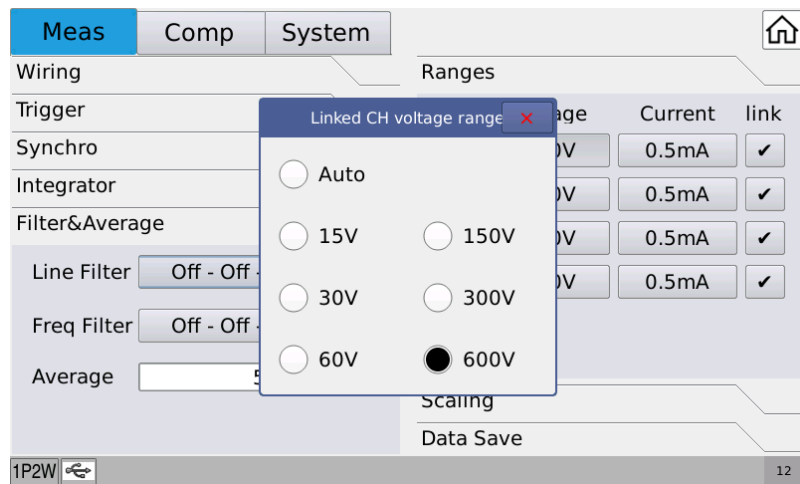 Meas Comp System
Wiring
Trigger
Synchro
Integrator
Filter&Average
Line Filter Off - Off -
Freq Filter Off - Off -
Average
Linked CH voltage range ×
Auto
15V 150V
30V 300V
60V 600V
Ranges
Current link
0.5mA ✔
0.5mA ✔
0.5mA ✔
0.5mA ✔
Scaling
Data Save
1P2W 12